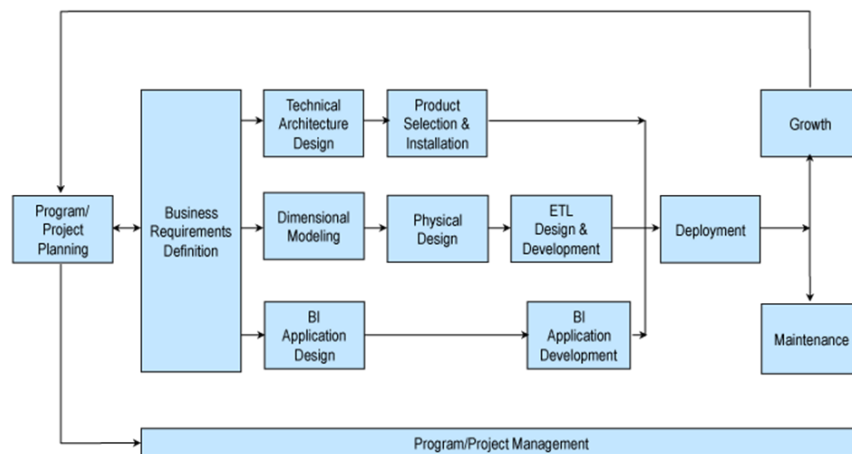 Technical
Architecture
Design
Product
Selection &
Installation
Growth
Program/
Project
Planning
Business
Requirements
Definition
Dimensional
Modeling
Physical
Design
ETL
Design &
Development
Deployment
BI
Application
Design
BI
Application
Development
Maintenance
Program/Project Management